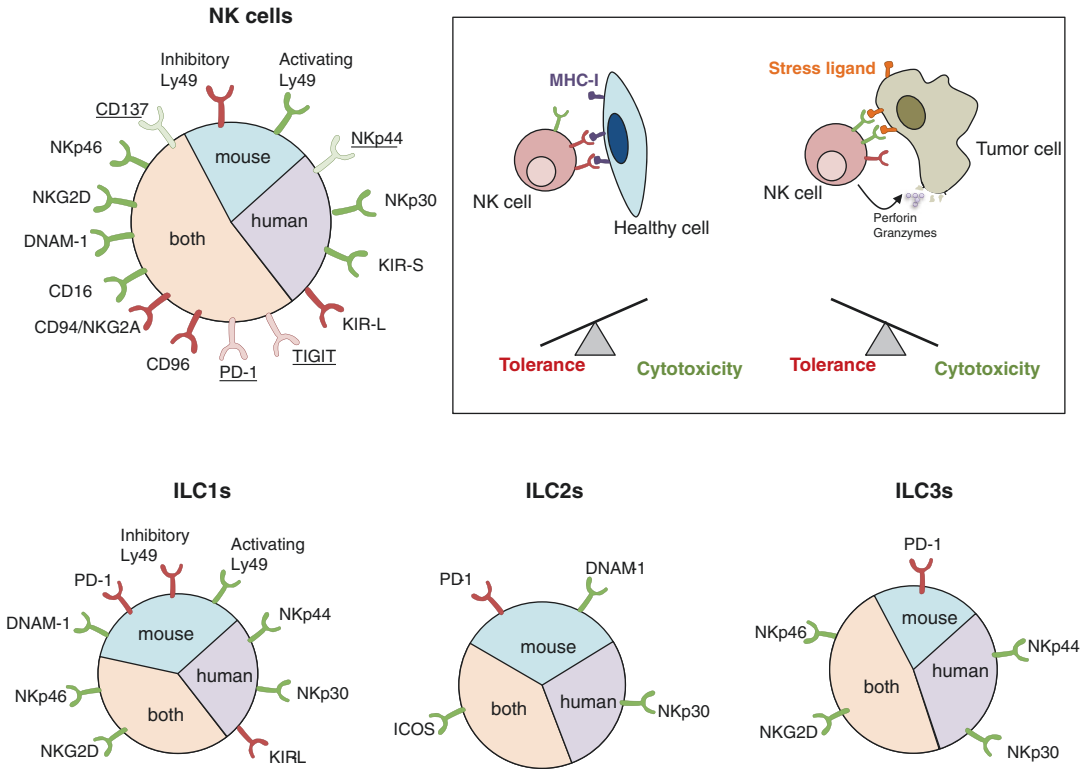 NK cells
Inhibitory
Ly49
Activating
Ly49
CD137
NKp44
NKp46
NKG2D
NKp30
DNAM-1
KIR-S
CD16
CD94/NKG2A
KIR-L
CD96
PD-1
TIGIT
mouse
human
both
MHC-I
NK cell
Healthy cell
Stress ligand
Tumor cell
NK cell
Perforin
Granzymes
Tolerance
Cytotoxicity
Tolerance
Cytotoxicity
ILC1s
Inhibitory
Ly49
Activating
Ly49
PD-1
DNAM-1
NKp44
NKp46
NKp30
NKG2D
KIRL
mouse
human
both
ILC2s
PD-1
DNAM-1
mouse
both
human
ICOS
NKp30
ILC3s
PD-1
NKp46
NKp44
mouse
human
both
NKG2D
NKp30